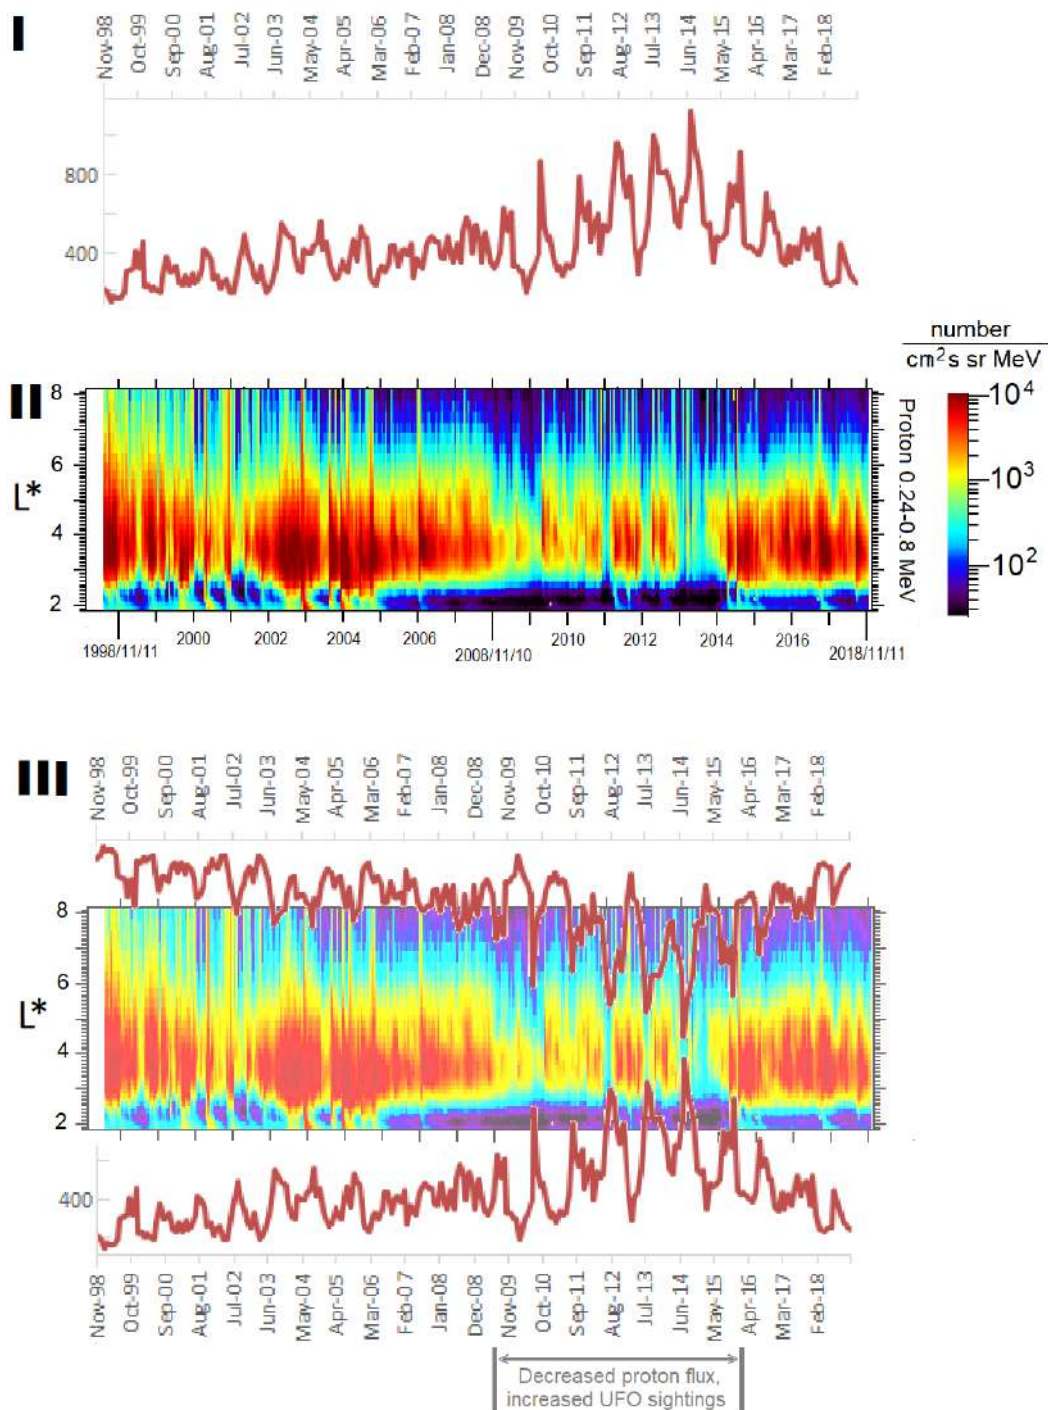 I
Nov-98
Oct-99
Sep-00
Aug-01
Jul-02
Jun-03
May-04
Apr-05
Mar-06
Feb-07
Jan-08
Dec-08
Nov-09
Oct-10
Sep-11
Aug-12
Jul-13
Jun-14
May-15
Apr-16
Mar-17
Feb-18
800
400
number
cm²s sr MeV
II
8
6
L*
4
2
10⁴
10³
10²
Proton 0.24-0.8 MeV
2000 2002 2004 2006 2010 2012 2014 2016
1998/11/11 2008/11/10 2018/11/11
III
Nov-98
Oct-99
Sep-00
Aug-01
Jul-02
Jun-03
May-04
Apr-05
Mar-06
Feb-07
Jan-08
Dec-08
Nov-09
Oct-10
Sep-11
Aug-12
Jul-13
Jun-14
May-15
Apr-16
Mar-17
Feb-18
8
6
L*
4
2
400
Nov-98
Oct-99
Sep-00
Aug-01
Jul-02
Jun-03
May-04
Apr-05
Mar-06
Feb-07
Jan-08
Dec-08
Nov-09
Oct-10
Sep-11
Aug-12
Jul-13
Jun-14
May-15
Apr-16
Mar-17
Feb-18
Decreased proton flux,
increased UFO sightings